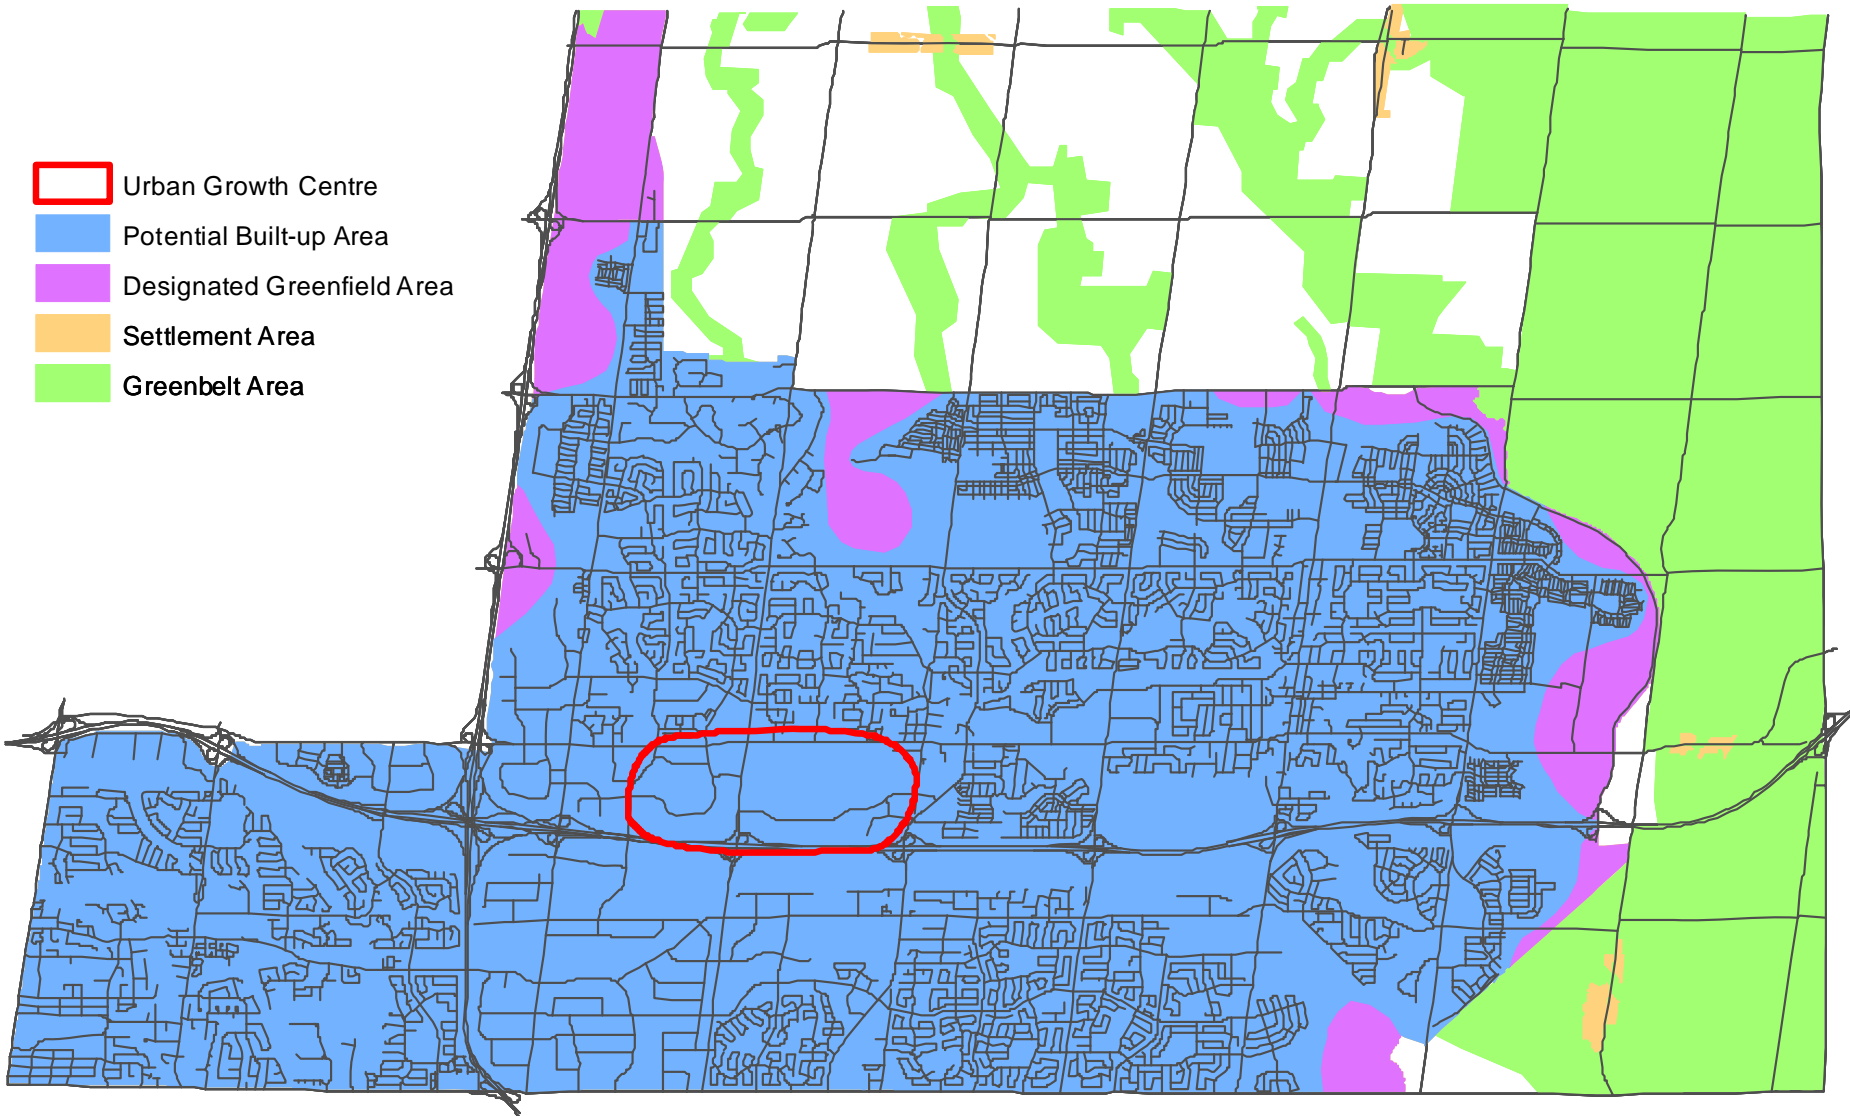 Urban Growth Centre
Potential Built-up Area
Designated Greenfield Area
Settlement Area
Greenbelt Area